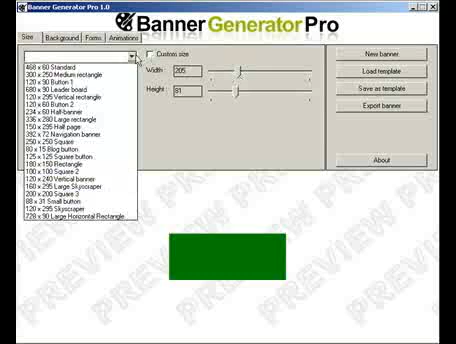 Banner Generator Pro 1.0
BannerGeneratorPro
Size
Background
Forms
Animations
Custom size
Width:
205
Height:
81
New banner
Load template
Save as template
Export banner
About
468 x 60 Standard
300 x 250 Medium rectangle
120 x 90 Button 1
680 x 90 Leader board
125 x 295 Vertical rectangle
120 x 60 Button 2
234 x 60 Half-banner
336 x 280 Large rectangle
150 x 295 Half page
392 x 72 Navigation banner
250 x 250 Square
80 x 15 Blog button
125 x 125 Square button
180 x 150 Rectangle
100 x 100 Square 2
120 x 240 Vertical banner
160 x 295 Large Skyscraper
200 x 200 Square 3
88 x 31 Small button
120 x 295 Skyscraper
728 x 90 Large Horizontal Rectangle
PREVIEW
PREVIEW
PREVIEW
PREVIEW